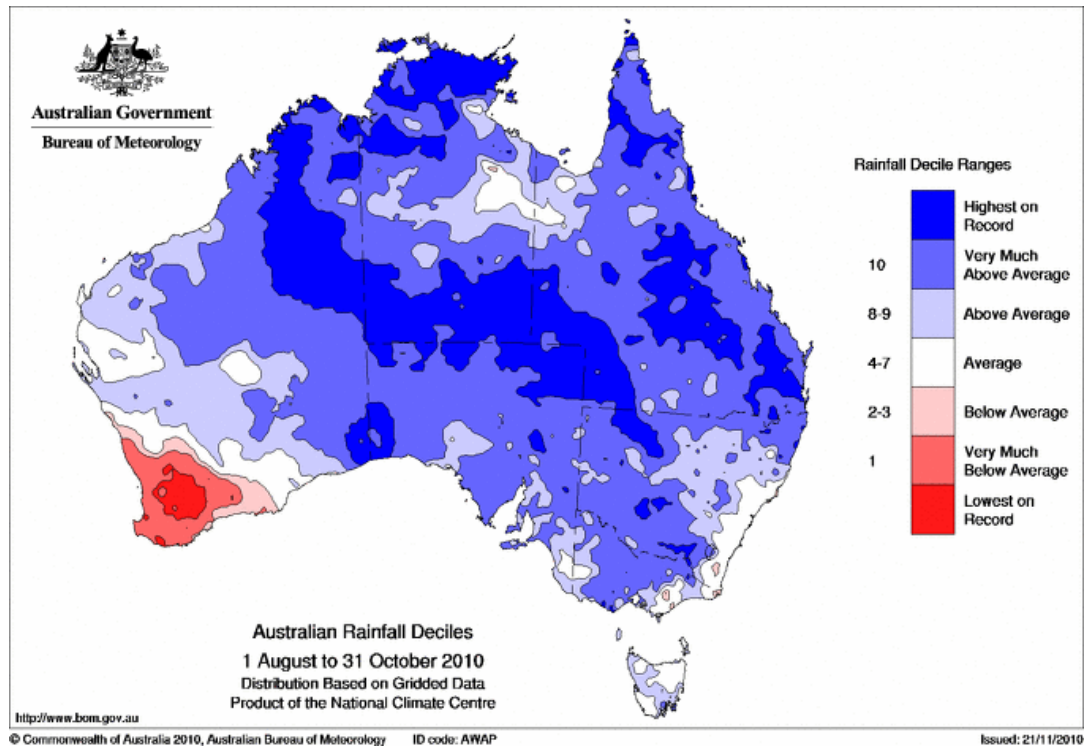 Australian Government
Bureau of Meteorology
Rainfall Decile Ranges
Highest on
Record
10
Very Much
Above Average
8-9
Above Average
4-7
Average
2-3
Below Average
1
Very Much
Below Average
Lowest on
Record
Australian Rainfall Deciles
1 August to 31 October 2010
Distribution Based on Gridded Data
Product of the National Climate Centre
http://www.bom.gov.au
© Commonwealth of Australia 2010, Australian Bureau of Meteorology ID code: AWAP Issued: 21/11/2010